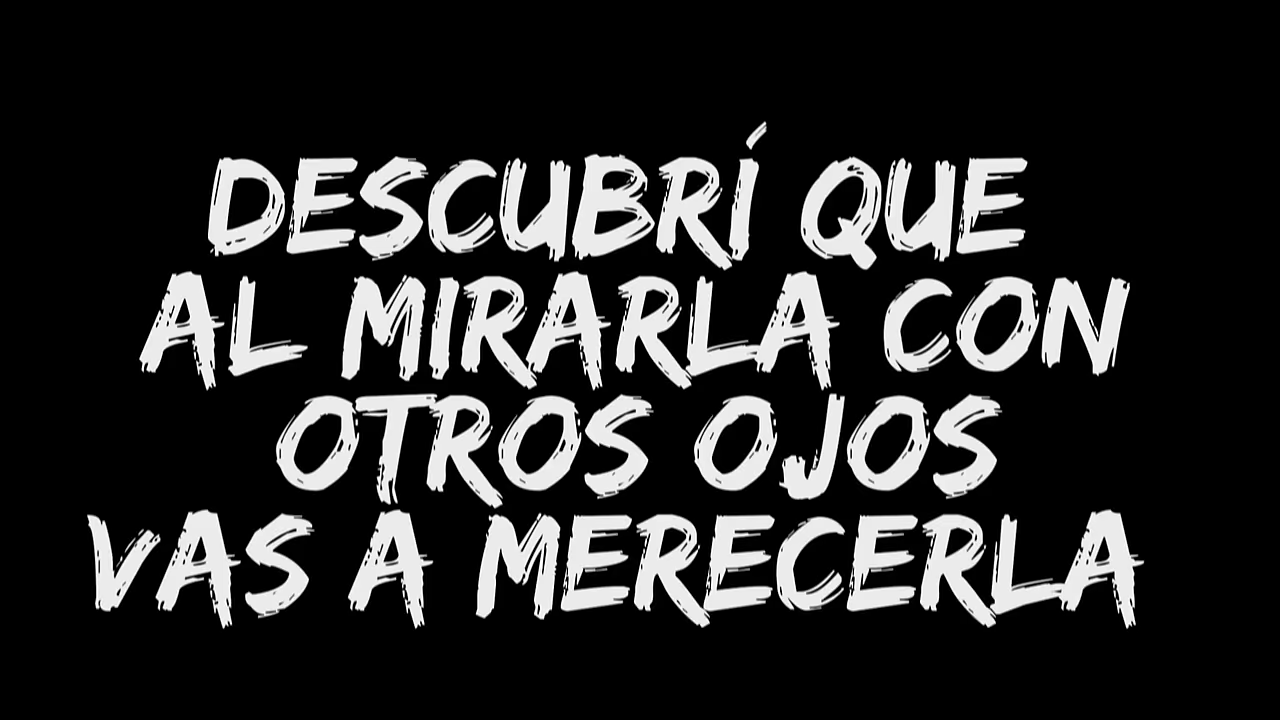 DESCUBRÍ QUE
AL MIRARLA CON
OTROS OJOS
VAS A MERECERLA